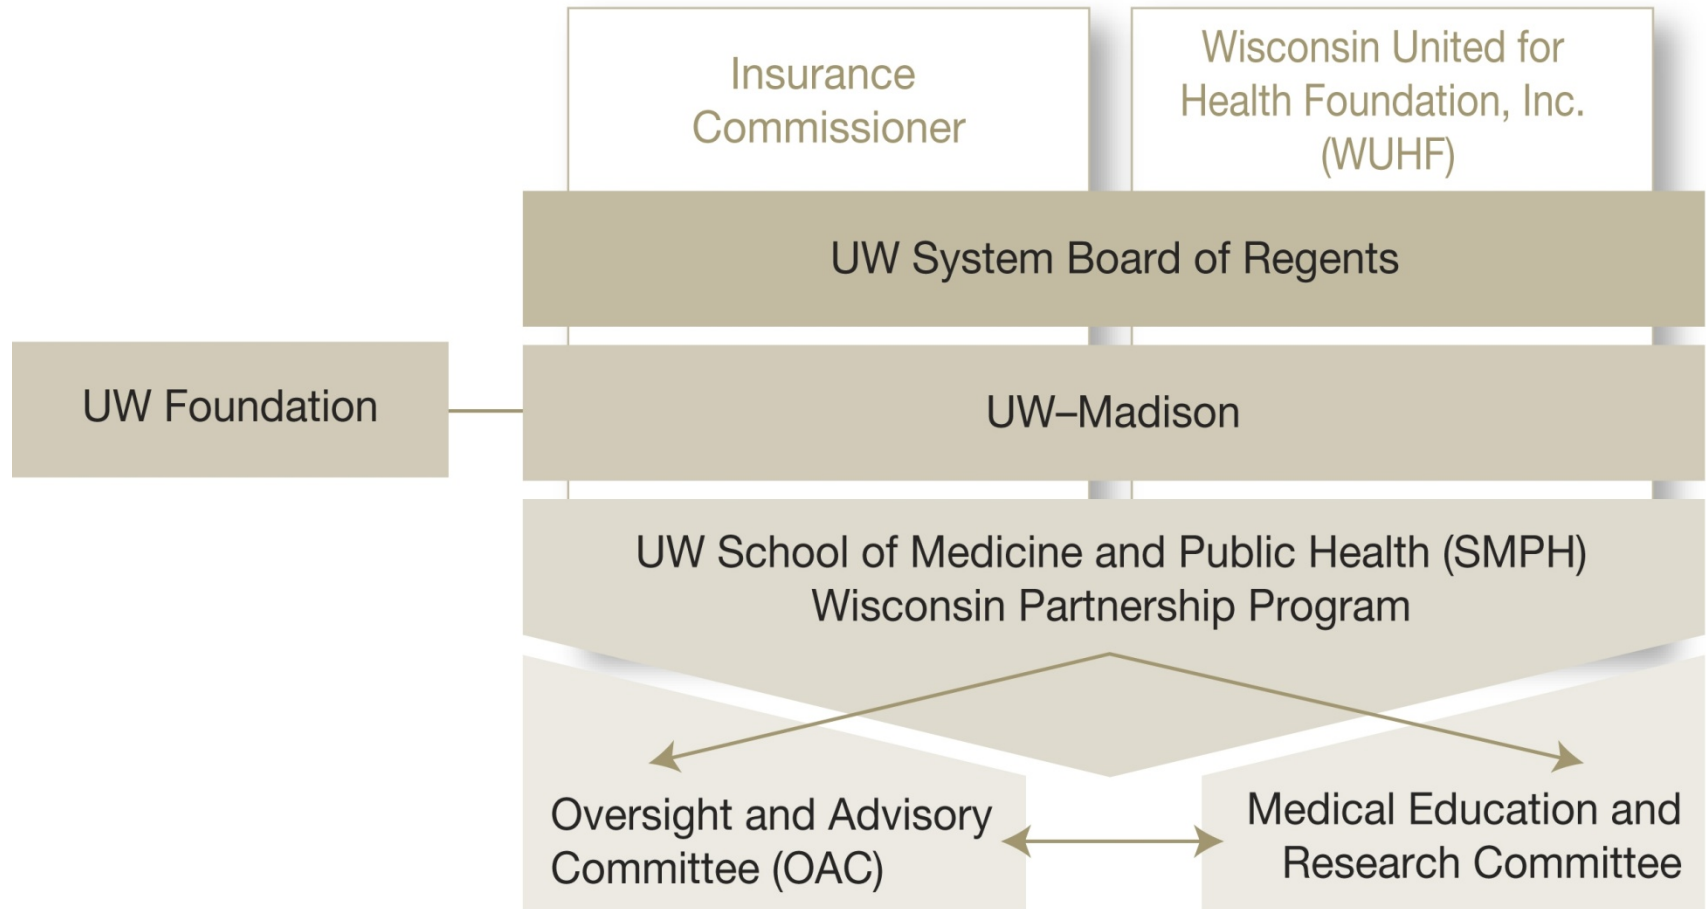 Insurance
Commissioner
Wisconsin United for
Health Foundation, Inc.
(WUHF)
UW System Board of Regents
UW Foundation
UW–Madison
UW School of Medicine and Public Health (SMPH)
Wisconsin Partnership Program
Oversight and Advisory
Committee (OAC)
Medical Education and
Research Committee